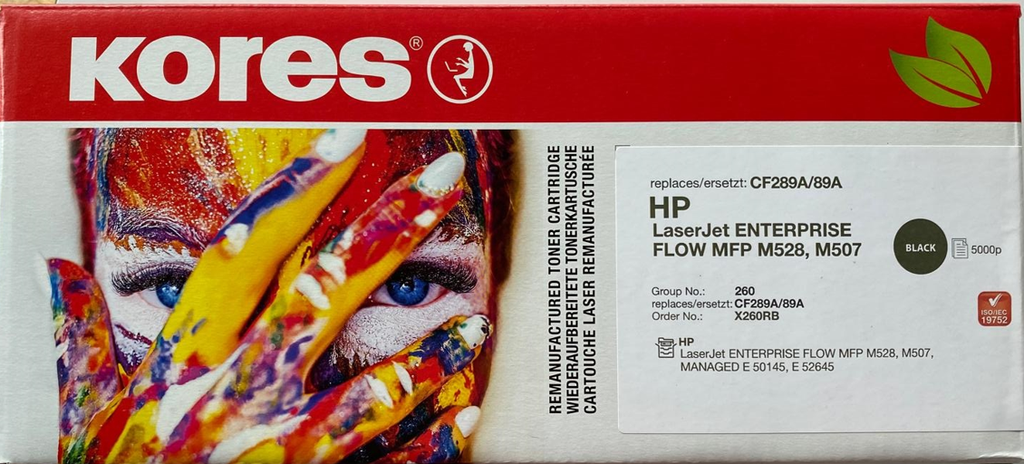 Kores®
REMANUFACTURED TONER CARTRIDGE
WIEDERAUFBEREITETE TONERKARTUSCHE
CARTOUCHE LASER REMANUFACTURÉE
replaces/ersetzt: CF289A/89A
HP
LaserJet ENTERPRISE
FLOW MFP M528, M507
BLACK
5000p
Group No.: 260
replaces/ersetzt: CF289A/89A
Order No.: X260RB
ISO/IEC
19752
HP
LaserJet ENTERPRISE FLOW MFP M528, M507,
MANAGED E 50145, E 52645